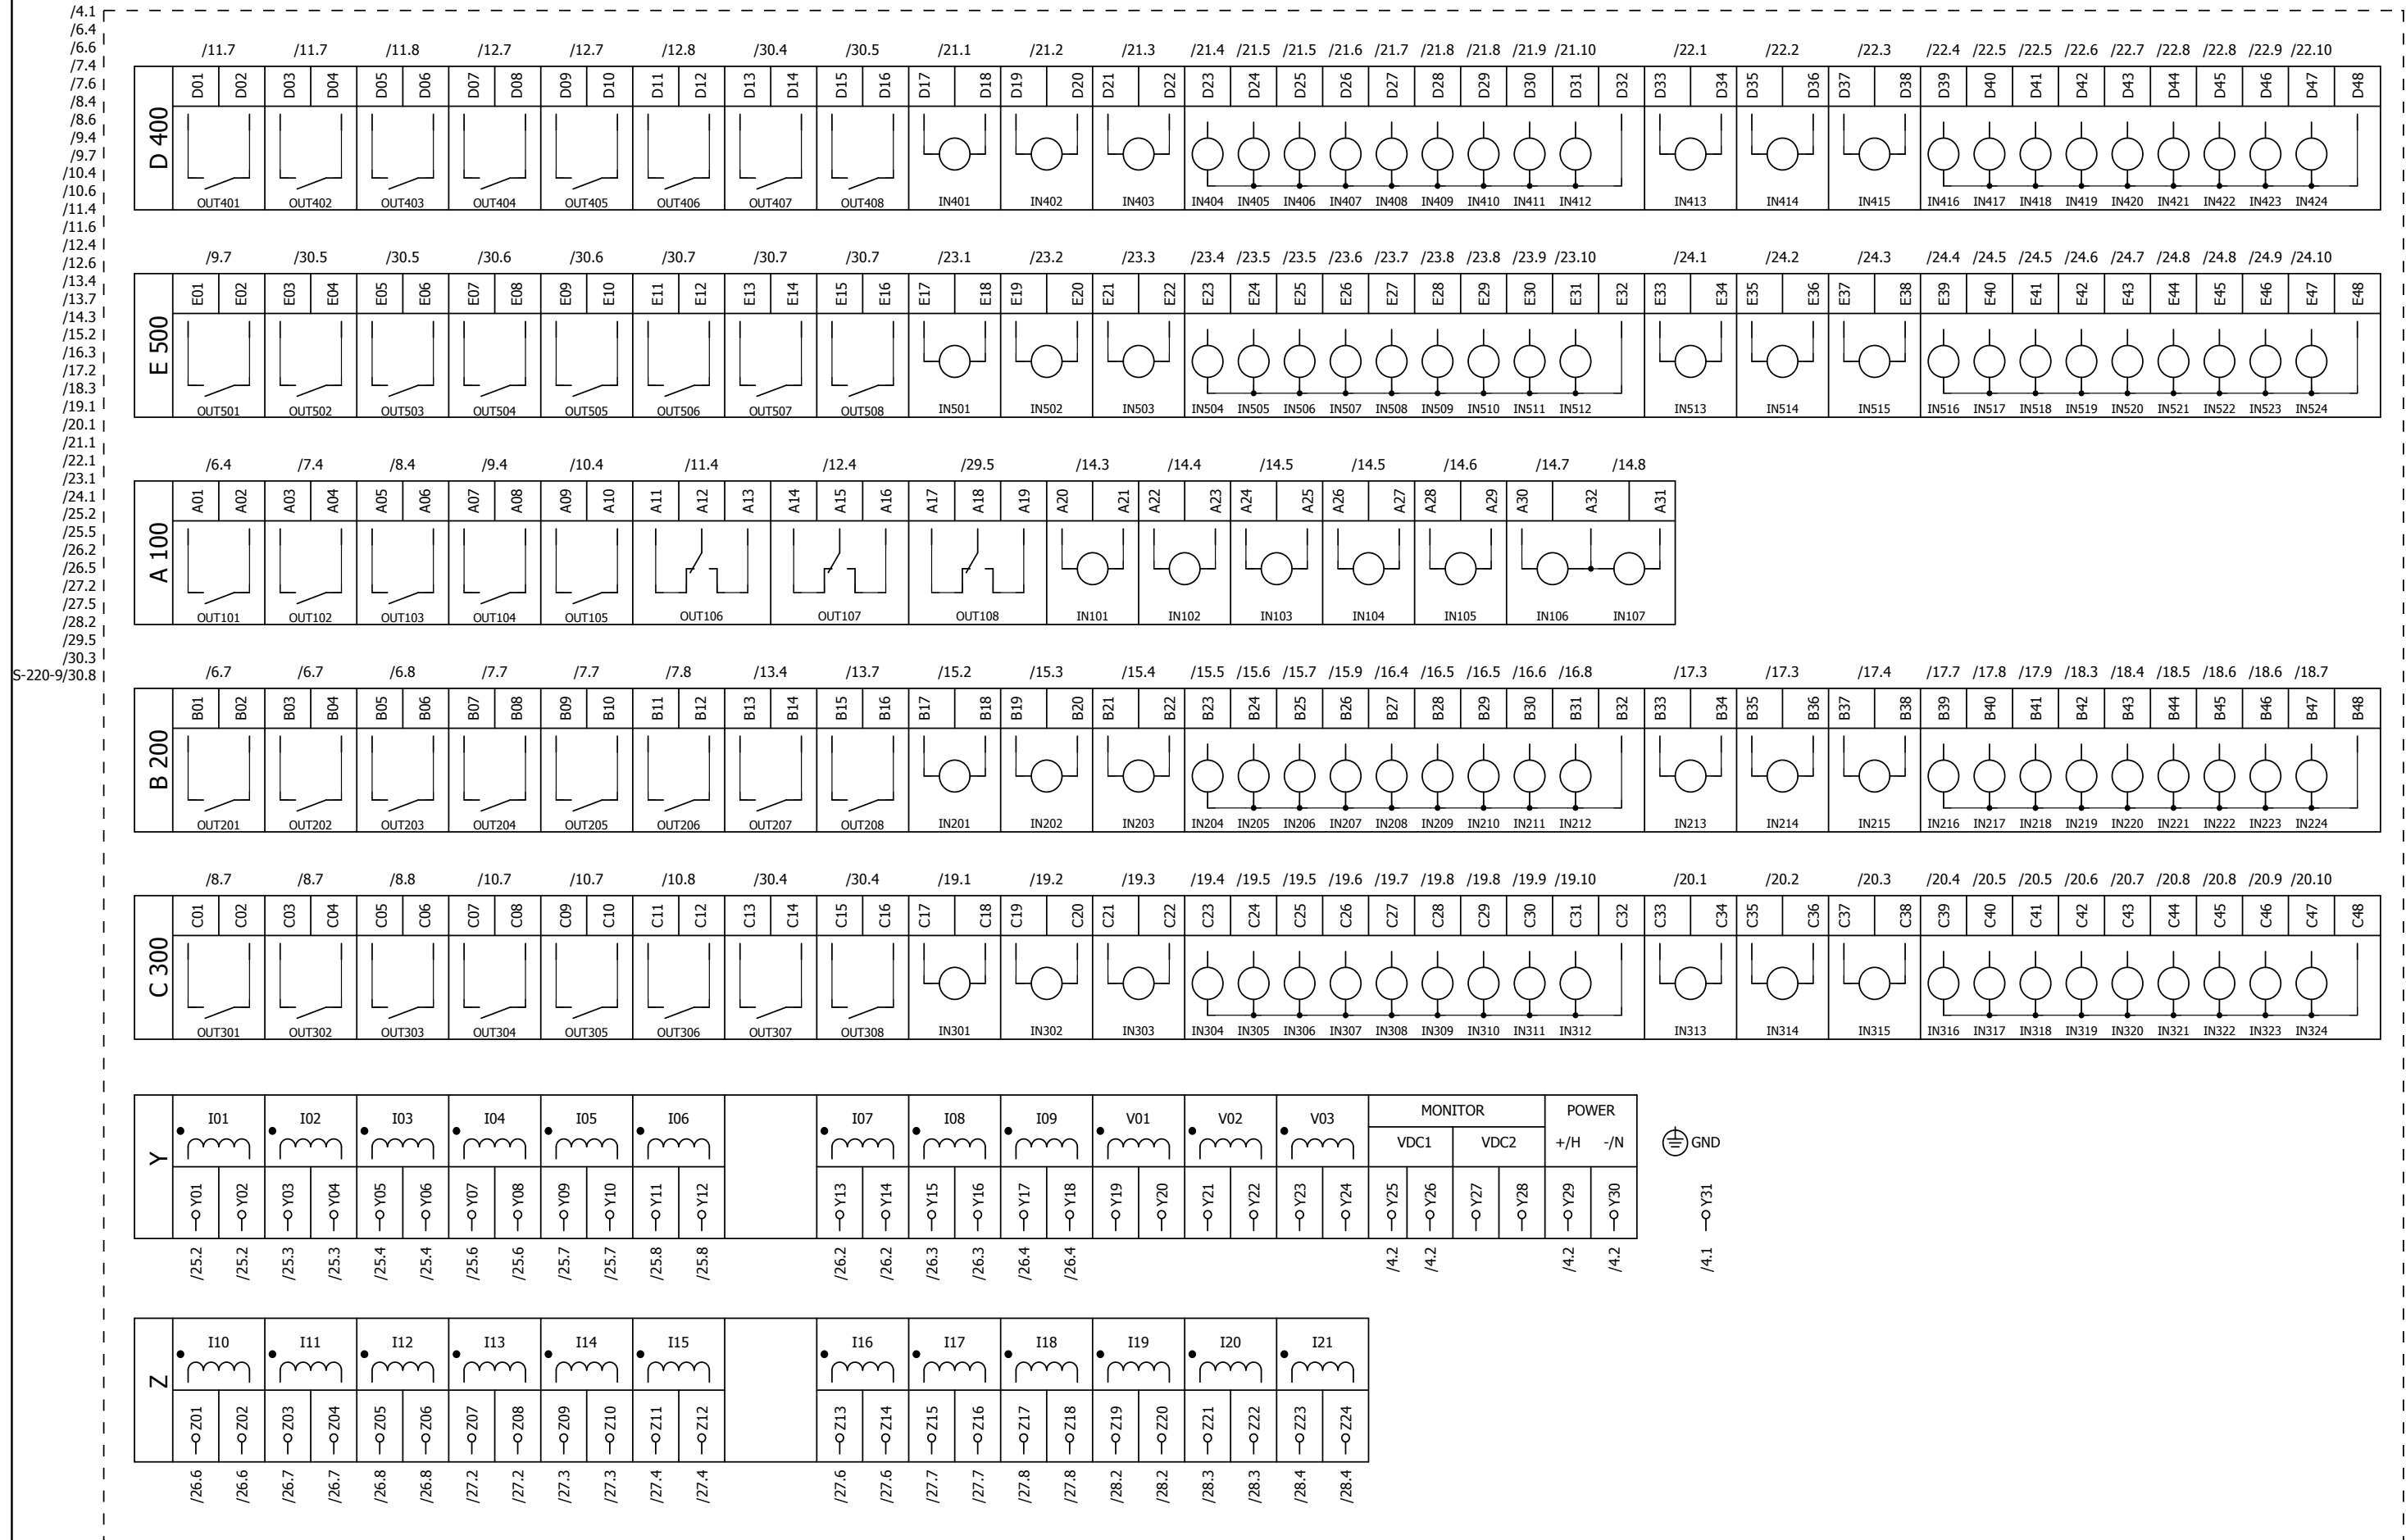 /4.1
/6.4
/6.6
/7.4
/7.6
/8.4
/8.6
/9.4
/9.7
/10.4
/10.6
/11.4
/11.6
/12.4
/12.6
/13.4
/13.7
/14.3
/15.2
/16.3
/17.2
/18.3
/19.1
/20.1
/21.1
/22.1
/23.1
/24.1
/25.2
/25.5
/26.2
/26.5
/27.2
/27.5
/28.2
/29.5
/30.3
S-220-9/30.8
/11.7 /11.7 /11.8 /12.7 /12.7 /12.8 /30.4 /30.5 /21.1 /21.2 /21.3 /21.4 /21.5 /21.5 /21.6 /21.7 /21.8 /21.8 /21.9 /21.10 /22.1 /22.2 /22.3 /22.4 /22.5 /22.5 /22.6 /22.7 /22.8 /22.8 /22.9 /22.10
D 400
D01 D02 D03 D04 D05 D06 D07 D08 D09 D10 D11 D12 D13 D14 D15 D16 D17 D18 D19 D20 D21 D22 D23 D24 D25 D26 D27 D28 D29 D30 D31 D32 D33 D34 D35 D36 D37 D38 D39 D40 D41 D42 D43 D44 D45 D46 D47 D48
OUT401 OUT402 OUT403 OUT404 OUT405 OUT406 OUT407 OUT408 IN401 IN402 IN403 IN404 IN405 IN406 IN407 IN408 IN409 IN410 IN411 IN412 IN413 IN414 IN415 IN416 IN417 IN418 IN419 IN420 IN421 IN422 IN423 IN424
/9.7 /30.5 /30.5 /30.6 /30.6 /30.7 /30.7 /30.7 /23.1 /23.2 /23.3 /23.4 /23.5 /23.5 /23.6 /23.7 /23.8 /23.8 /23.9 /23.10 /24.1 /24.2 /24.3 /24.4 /24.5 /24.5 /24.6 /24.7 /24.8 /24.8 /24.9 /24.10
E 500
E01 E02 E03 E04 E05 E06 E07 E08 E09 E10 E11 E12 E13 E14 E15 E16 E17 E18 E19 E20 E21 E22 E23 E24 E25 E26 E27 E28 E29 E30 E31 E32 E33 E34 E35 E36 E37 E38 E39 E40 E41 E42 E43 E44 E45 E46 E47 E48
OUT501 OUT502 OUT503 OUT504 OUT505 OUT506 OUT507 OUT508 IN501 IN502 IN503 IN504 IN505 IN506 IN507 IN508 IN509 IN510 IN511 IN512 IN513 IN514 IN515 IN516 IN517 IN518 IN519 IN520 IN521 IN522 IN523 IN524
/6.4 /7.4 /8.4 /9.4 /10.4 /11.4 /12.4 /29.5 /14.3 /14.4 /14.5 /14.5 /14.6 /14.7 /14.8
A 100
A01 A02 A03 A04 A05 A06 A07 A08 A09 A10 A11 A12 A13 A14 A15 A16 A17 A18 A19 A20 A21 A22 A23 A24 A25 A26 A27 A28 A29 A30 A32 A31
OUT101 OUT102 OUT103 OUT104 OUT105 OUT106 OUT107 OUT108 IN101 IN102 IN103 IN104 IN105 IN106 IN107
/6.7 /6.7 /6.8 /7.7 /7.7 /7.8 /13.4 /13.7 /15.2 /15.3 /15.4 /15.5 /15.6 /15.7 /15.9 /16.4 /16.5 /16.5 /16.6 /16.8 /17.3 /17.3 /17.4 /17.7 /17.8 /17.9 /18.3 /18.4 /18.5 /18.6 /18.6 /18.7
B 200
B01 B02 B03 B04 B05 B06 B07 B08 B09 B10 B11 B12 B13 B14 B15 B16 B17 B18 B19 B20 B21 B22 B23 B24 B25 B26 B27 B28 B29 B30 B31 B32 B33 B34 B35 B36 B37 B38 B39 B40 B41 B42 B43 B44 B45 B46 B47 B48
OUT201 OUT202 OUT203 OUT204 OUT205 OUT206 OUT207 OUT208 IN201 IN202 IN203 IN204 IN205 IN206 IN207 IN208 IN209 IN210 IN211 IN212 IN213 IN214 IN215 IN216 IN217 IN218 IN219 IN220 IN221 IN222 IN223 IN224
/8.7 /8.7 /8.8 /10.7 /10.7 /10.8 /30.4 /30.4 /19.1 /19.2 /19.3 /19.4 /19.5 /19.5 /19.6 /19.7 /19.8 /19.8 /19.9 /19.10 /20.1 /20.2 /20.3 /20.4 /20.5 /20.5 /20.6 /20.7 /20.8 /20.8 /20.9 /20.10
C 300
C01 C02 C03 C04 C05 C06 C07 C08 C09 C10 C11 C12 C13 C14 C15 C16 C17 C18 C19 C20 C21 C22 C23 C24 C25 C26 C27 C28 C29 C30 C31 C32 C33 C34 C35 C36 C37 C38 C39 C40 C41 C42 C43 C44 C45 C46 C47 C48
OUT301 OUT302 OUT303 OUT304 OUT305 OUT306 OUT307 OUT308 IN301 IN302 IN303 IN304 IN305 IN306 IN307 IN308 IN309 IN310 IN311 IN312 IN313 IN314 IN315 IN316 IN317 IN318 IN319 IN320 IN321 IN322 IN323 IN324
Y
I01 I02 I03 I04 I05 I06 I07 I08 I09 V01 V02 V03 MONITOR POWER
VDC1 VDC2 +/H -/N GND
Y01 Y02 Y03 Y04 Y05 Y06 Y07 Y08 Y09 Y10 Y11 Y12 Y13 Y14 Y15 Y16 Y17 Y18 Y19 Y20 Y21 Y22 Y23 Y24 Y25 Y26 Y27 Y28 Y29 Y30 Y31
/25.2 /25.2 /25.3 /25.3 /25.4 /25.4 /25.6 /25.6 /25.7 /25.7 /25.8 /25.8 /26.2 /26.2 /26.3 /26.3 /26.4 /26.4 /4.2 /4.2 /4.2 /4.2 /4.1
Z
I10 I11 I12 I13 I14 I15 I16 I17 I18 I19 I20 I21
Z01 Z02 Z03 Z04 Z05 Z06 Z07 Z08 Z09 Z10 Z11 Z12 Z13 Z14 Z15 Z16 Z17 Z18 Z19 Z20 Z21 Z22 Z23 Z24
/26.6 /26.6 /26.7 /26.7 /26.8 /26.8 /27.2 /27.2 /27.3 /27.3 /27.4 /27.4 /27.6 /27.6 /27.7 /27.7 /27.8 /27.8 /28.2 /28.2 /28.3 /28.3 /28.4 /28.4